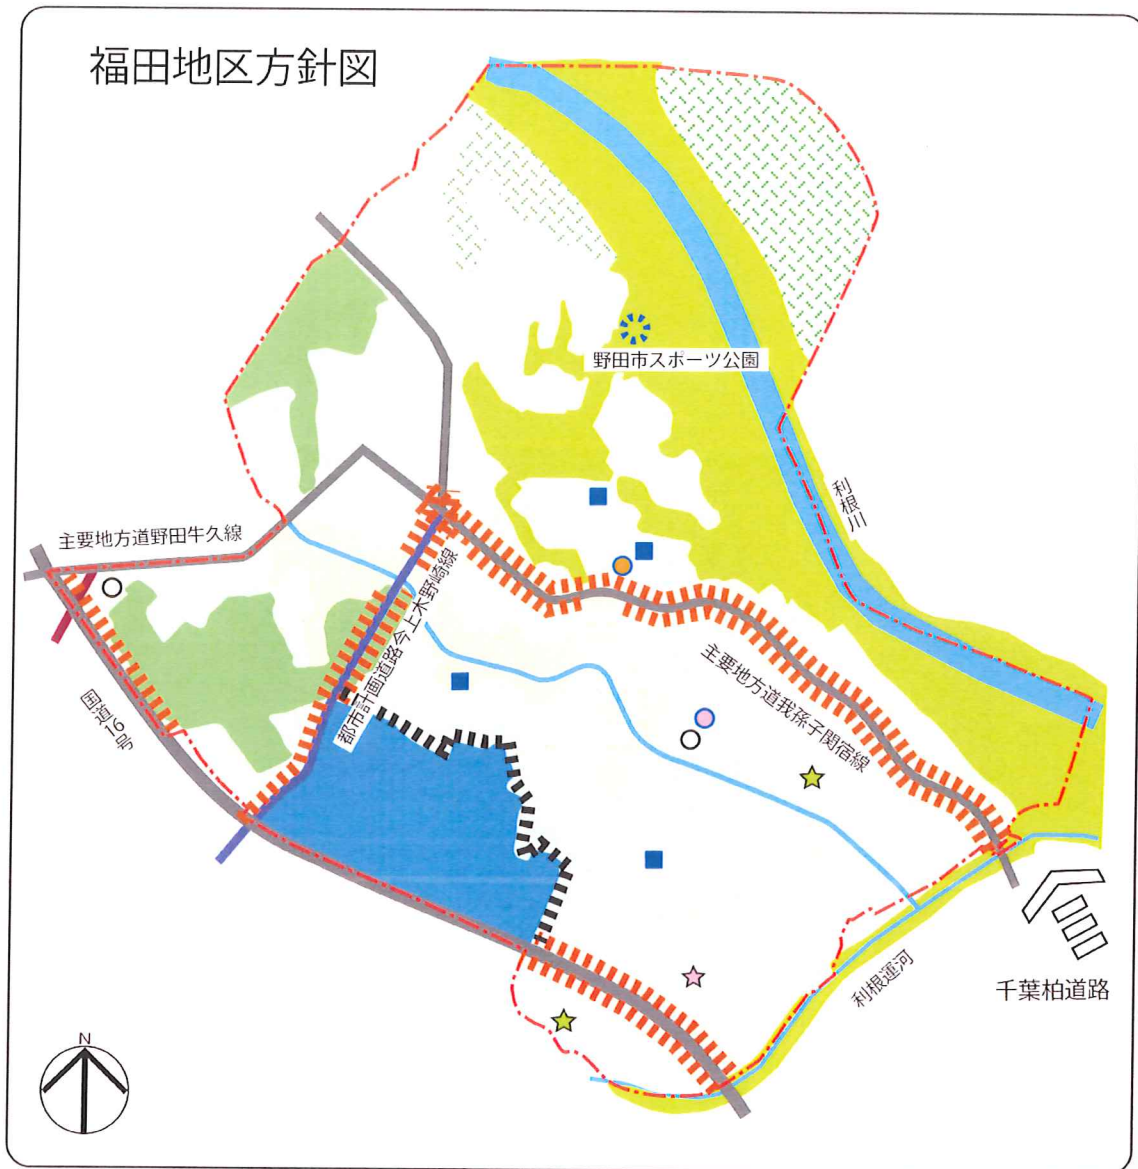 福田地区方針図
野田市スポーツ公園
利根川
主要地方道野田牛久線
都市計画道路今上木野崎線
国道16号
主要地方道我孫子関宿線
利根運河
千葉柏道路
N